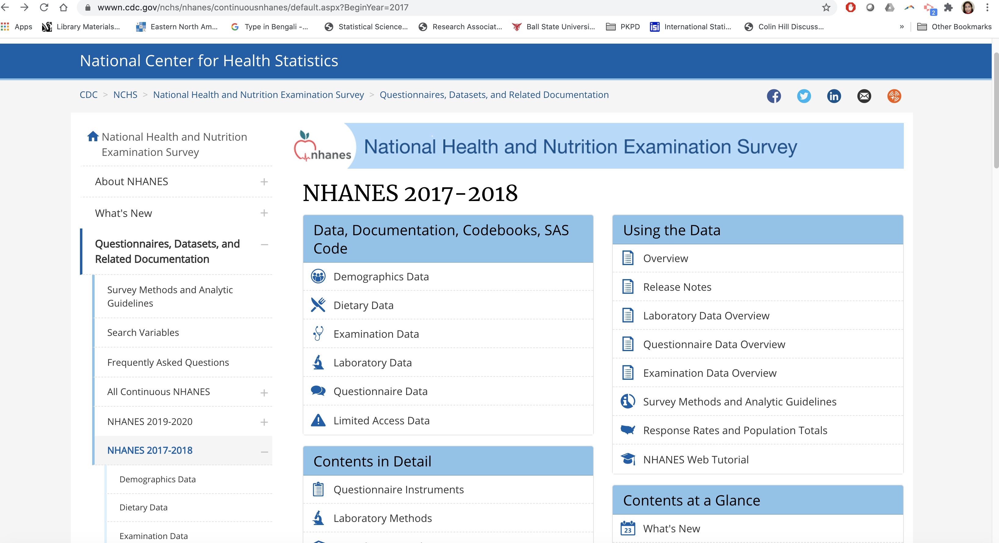 wwwn.cdc.gov/nchs/nhanes/continuousnhanes/default.aspx?BeginYear=2017
2
Apps
Library Materials...
Eastern North Am...
Type in Bengali -...
Statistical Science...
Research Associat...
Ball State Universi...
PKPD
International Stati...
Colin Hill Discuss...
»
Other Bookmarks
National Center for Health Statistics
CDC > NCHS > National Health and Nutrition Examination Survey > Questionnaires, Datasets, and Related Documentation
National Health and Nutrition
Examination Survey
About NHANES
What's New
Questionnaires, Datasets, and
Related Documentation
Survey Methods and Analytic
Guidelines
Search Variables
Frequently Asked Questions
All Continuous NHANES
NHANES 2019-2020
NHANES 2017-2018
Demographics Data
Dietary Data
Examination Data
nhanes
National Health and Nutrition Examination Survey
NHANES 2017-2018
Data, Documentation, Codebooks, SAS
Code
Demographics Data
Dietary Data
Examination Data
Laboratory Data
Questionnaire Data
Limited Access Data
Contents in Detail
Questionnaire Instruments
Laboratory Methods
Using the Data
Overview
Release Notes
Laboratory Data Overview
Questionnaire Data Overview
Examination Data Overview
Survey Methods and Analytic Guidelines
Response Rates and Population Totals
NHANES Web Tutorial
Contents at a Glance
23
What's New